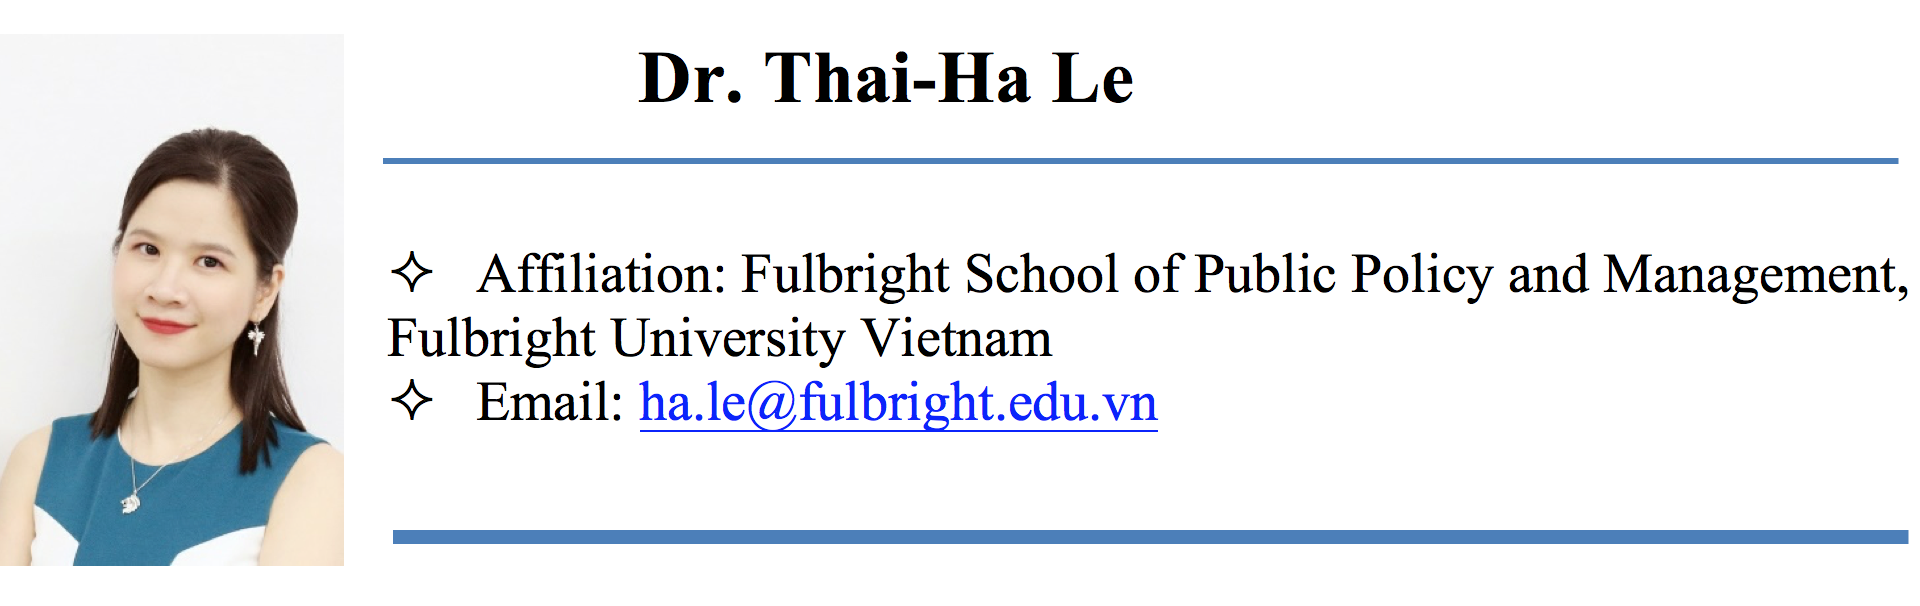 Dr. Thai-Ha Le
✧ Affiliation: Fulbright School of Public Policy and Management,
Fulbright University Vietnam
✧ Email: ha.le@fulbright.edu.vn